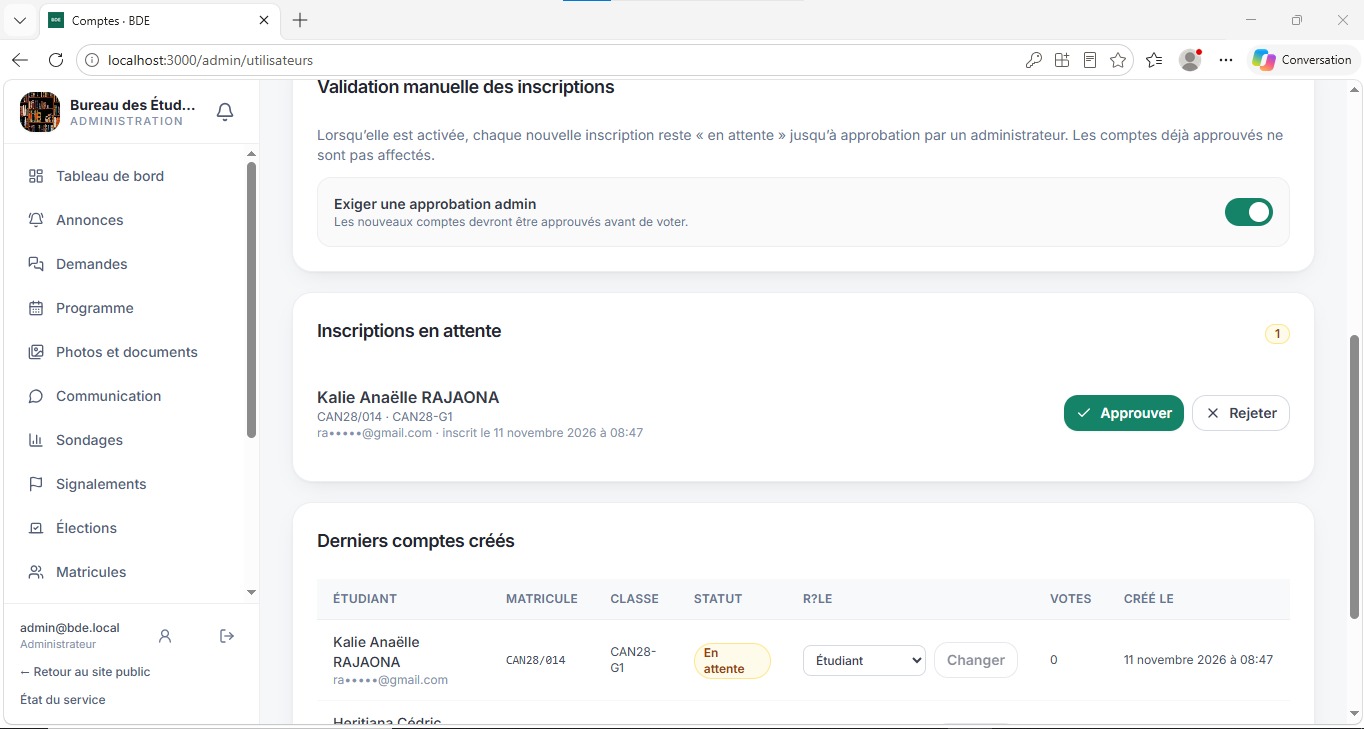 Comptes · BDE
localhost:3000/admin/utilisateurs
Conversation
Bureau des Étud...
ADMINISTRATION
Tableau de bord
Annonces
Demandes
Programme
Photos et documents
Communication
Sondages
Signalements
Élections
Matricules
admin@bde.local
Administrateur
← Retour au site public
État du service
Validation manuelle des inscriptions
Lorsqu'elle est activée, chaque nouvelle inscription reste « en attente » jusqu'à approbation par un administrateur. Les comptes déjà approuvés ne
sont pas affectés.
Exiger une approbation admin
Les nouveaux comptes devront être approuvés avant de voter.
Inscriptions en attente
1
Kalie Anaëlle RAJAONA
CAN28/014 · CAN28-G1
ra•••••@gmail.com · inscrit le 11 novembre 2026 à 08:47
Approuver
Rejeter
Derniers comptes créés
ÉTUDIANT MATRICULE CLASSE STATUT R?LE VOTES CRÉÉ LE
Kalie Anaëlle
RAJAONA
ra•••••@gmail.com
CAN28/014
CAN28-
G1
En
attente
Étudiant
Changer
0
11 novembre 2026 à 08:47
Heritiana Cédric